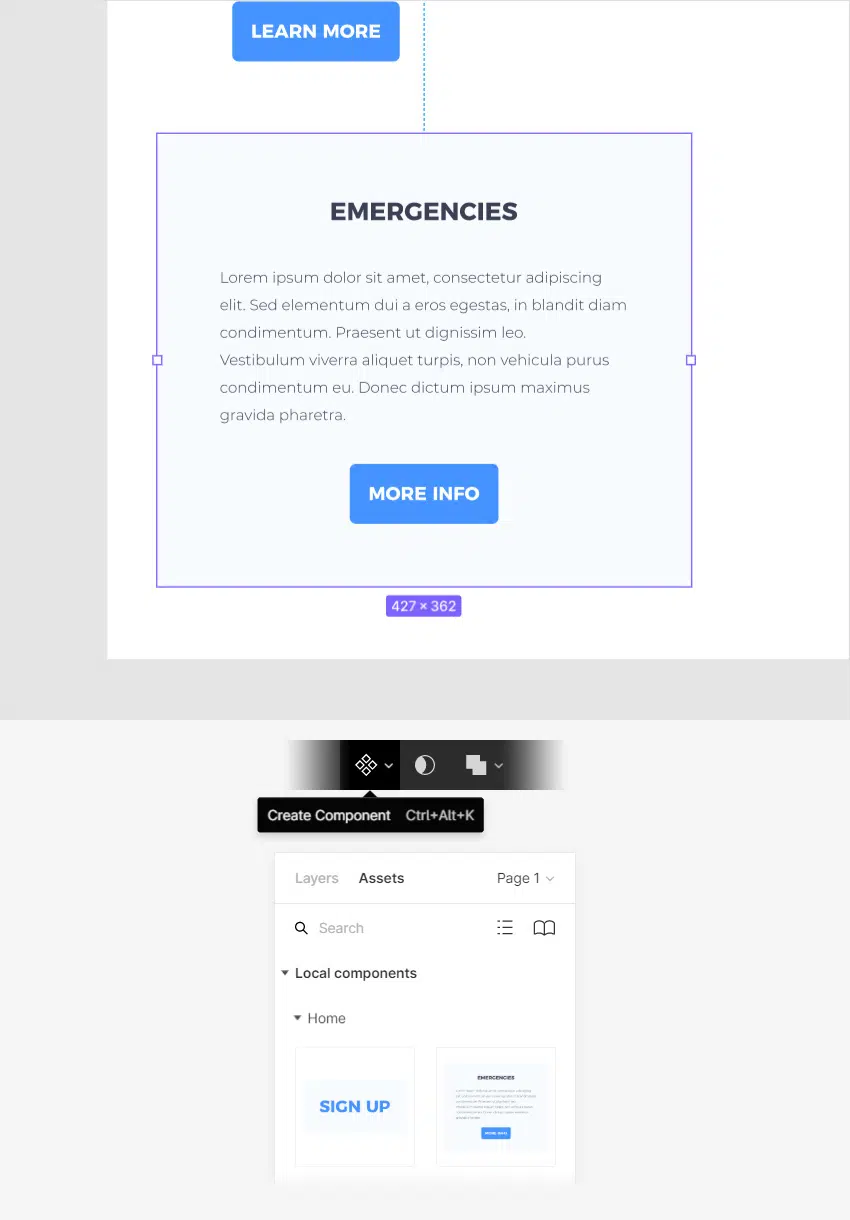 LEARN MORE
EMERGENCIES
Lorem ipsum dolor sit amet, consectetur adipiscing
elit. Sed elementum dui a eros egestas, in blandit diam
condimentum. Praesent ut dignissim leo.
Vestibulum viverra aliquet turpis, non vehicula purus
condimentum eu. Donec dictum ipsum maximus
gravida pharetra.
MORE INFO
427 × 362
Create Component Ctrl+Alt+K
Layers Assets Page 1
Search
Local components
Home
SIGN UP
EMERGENCIES
MORE INFO